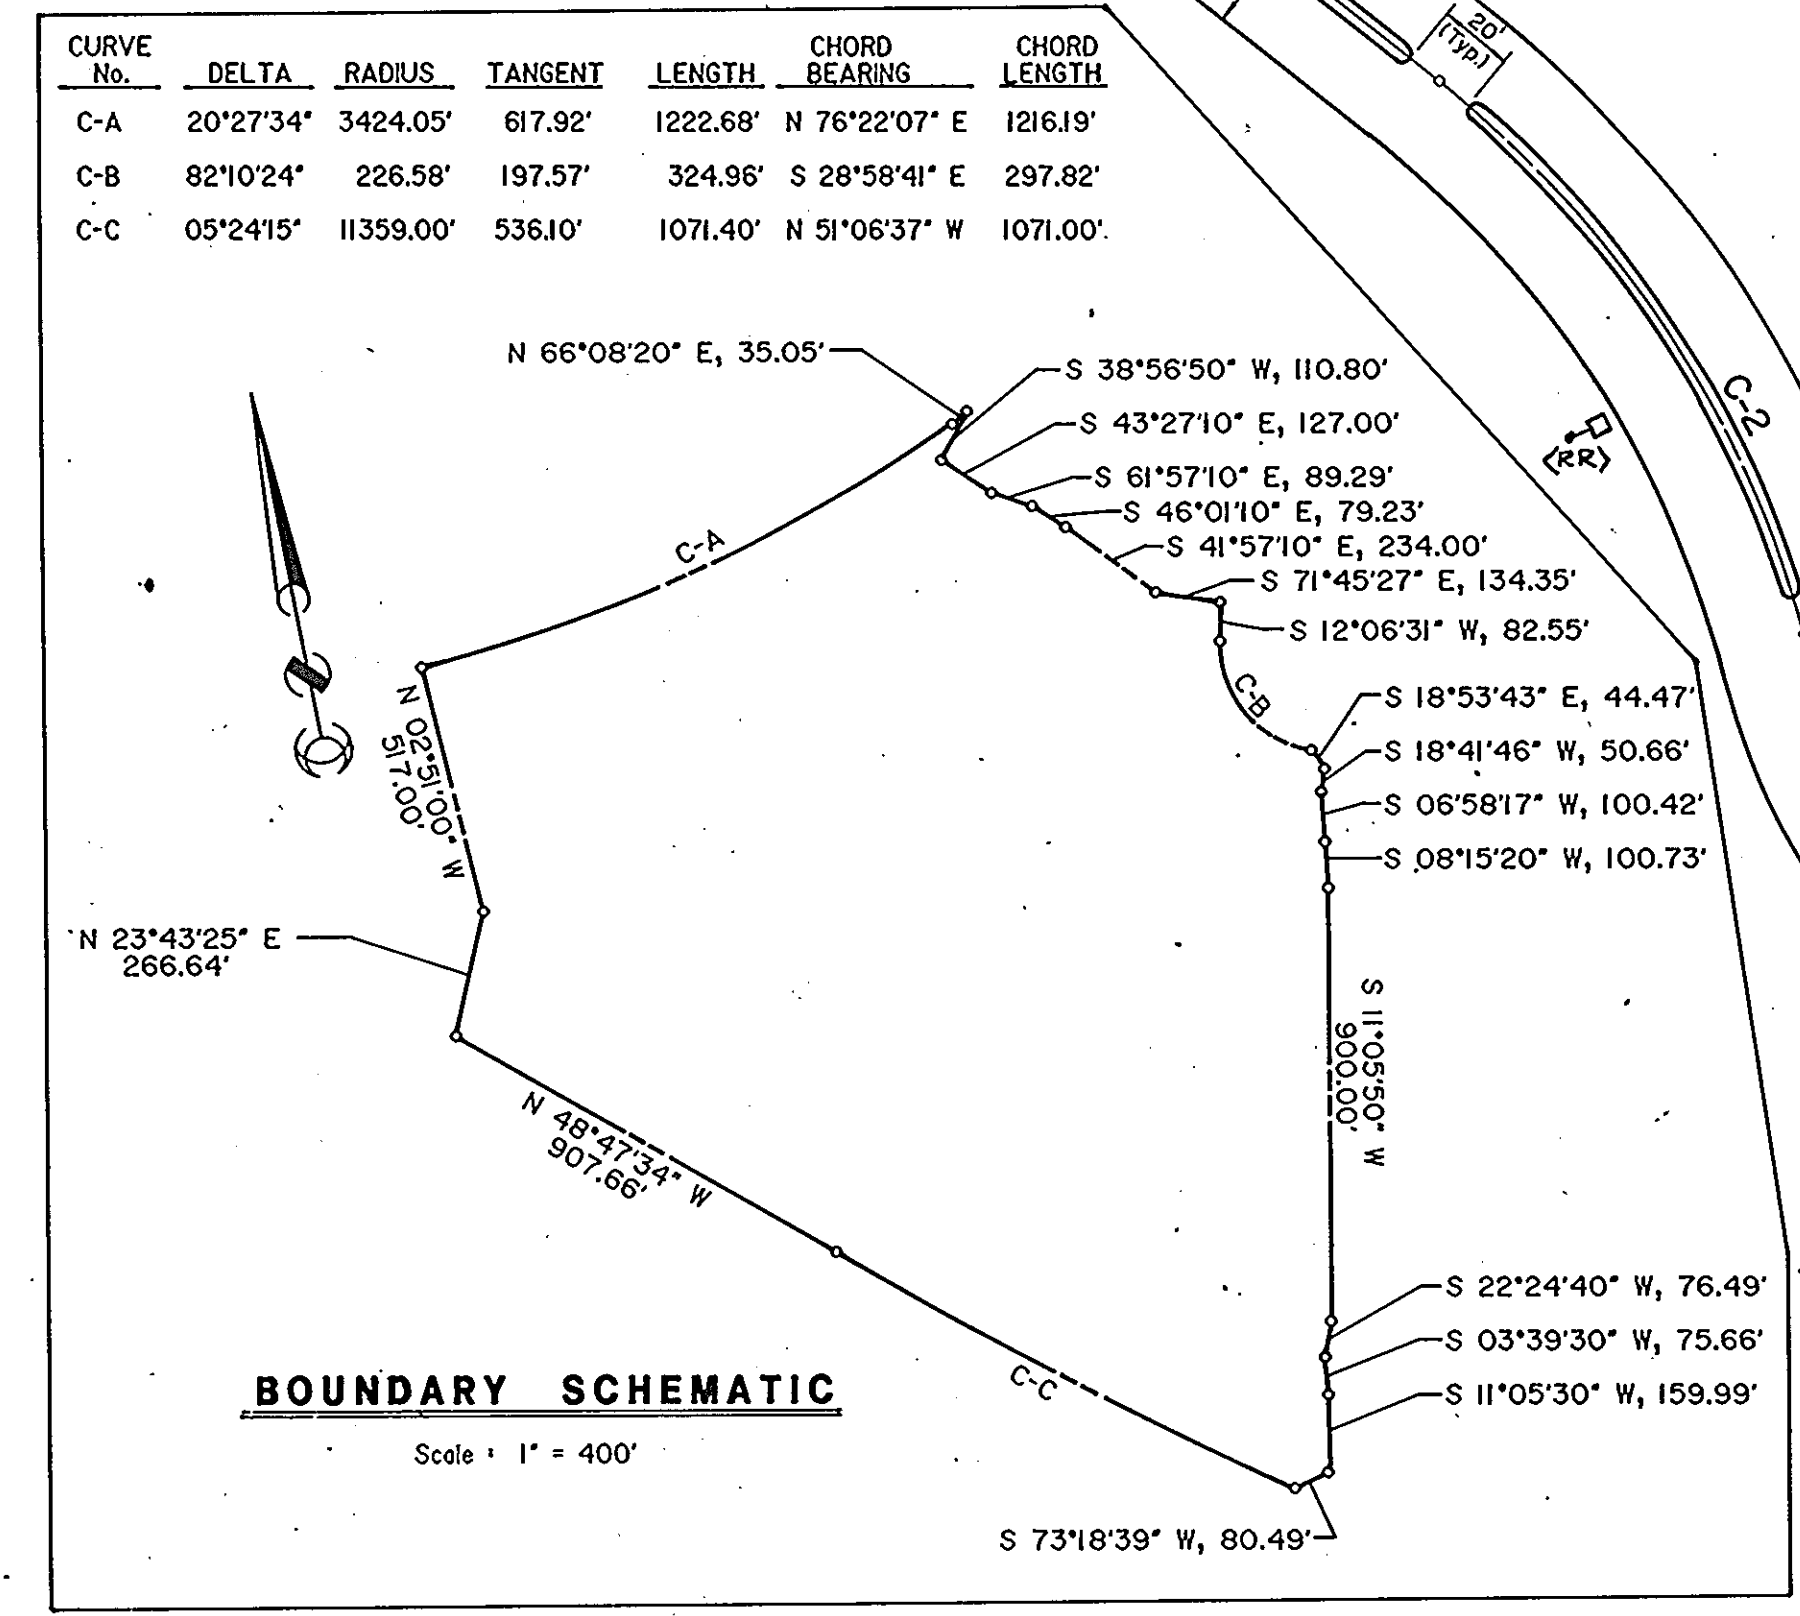 CURVE No. DELTA RADIUS TANGENT LENGTH CHORD BEARING CHORD LENGTH
C-A 20°27'34" 3424.05' 617.92' 1222.68' N 76°22'07" E 1216.19'
C-B 82°10'24" 226.58' 197.57' 324.96' S 28°58'41" E 297.82'
C-C 05°24'15" 11359.00' 536.10' 1071.40' N 51°06'37" W 1071.00'
20'
(Typ.)
C-2
(RR)
N 66°08'20" E, 35.05'
S 38°56'50" W, 110.80'
S 43°27'10" E, 127.00'
S 61°57'10" E, 89.29'
S 46°01'10" E, 79.23'
S 41°57'10" E, 234.00'
S 71°45'27" E, 134.35'
S 12°06'31" W, 82.55'
C-A
C-B
S 18°53'43" E, 44.47'
S 18°41'46" W, 50.66'
S 06°58'17" W, 100.42'
S 08°15'20" W, 100.73'
N 02°51'00" W
517.00'
N 23°43'25" E
266.64'
S 11°05'50" W
900.00'
N 48°47'34" W
907.66'
C-C
S 22°24'40" W, 76.49'
S 03°39'30" W, 75.66'
S 11°05'30" W, 159.99'
S 73°18'39" W, 80.49'
BOUNDARY SCHEMATIC
Scale : 1" = 400'